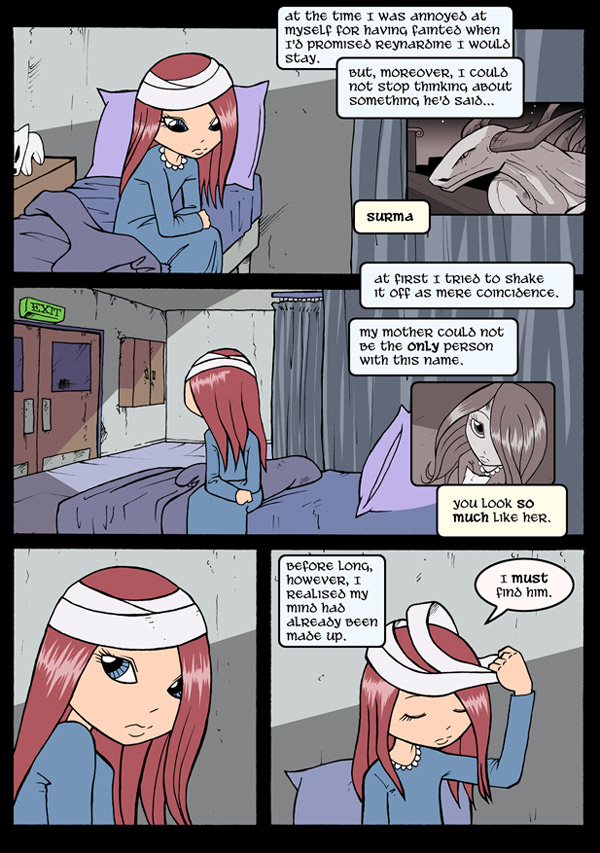 At the time I was annoyed at
myself for having fainted when
I'd promised Reynardine I would
stay.
But, moreover, I could
not stop thinking about
something he'd said...
Surma
At first I tried to shake
it off as mere coincidence.
EXIT
My mother could not
be the only person
with this name.
You look so
much like her.
Before long,
however, I
realised my
mind had
already been
made up.
I must
find him.